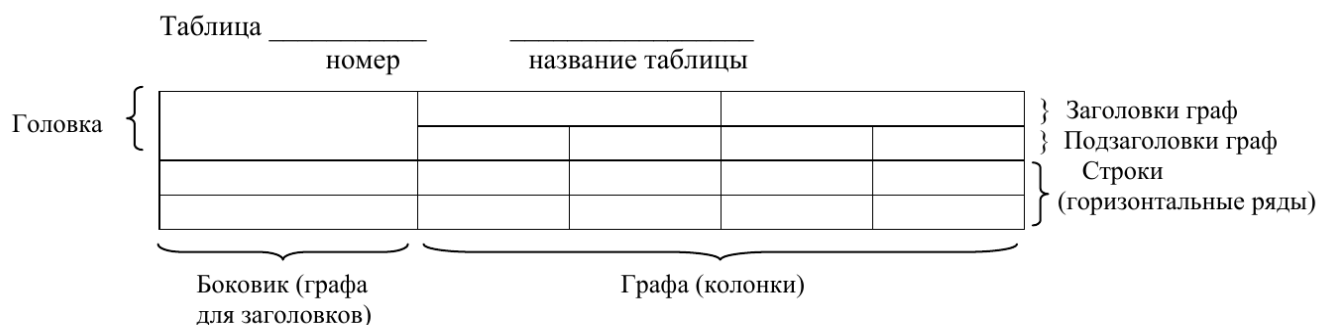 Таблица ___________ _________________
номер название таблицы
Головка
} Заголовки граф
} Подзаголовки граф
Строки
(горизонтальные ряды)
Боковик (графа
для заголовков)
Графа (колонки)